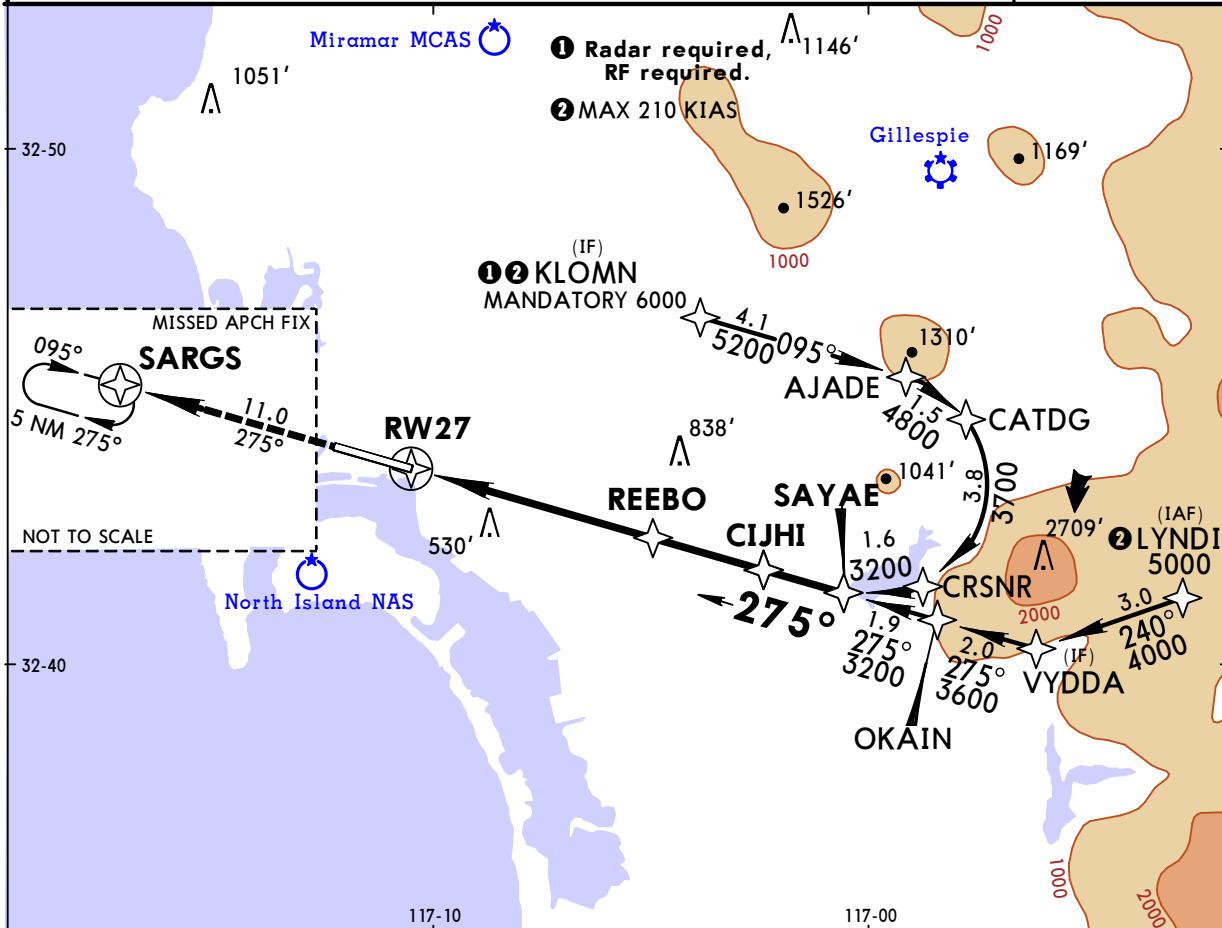 Miramar MCAS
1051'
❶ Radar required,
RF required.
❷ MAX 210 KIAS
1146'
1000
32-50
Gillespie
1169'
1526'
1000
(IF)
❶❷ KLOMN
MANDATORY 6000
4.1
5200
095°
1310'
AJADE
1.5
4800
CATDG
3.8
3700
MISSED APCH FIX
SARGS
095°
5 NM 275°
11.0
275°
NOT TO SCALE
RW27
838'
1041'
530'
REEBO
SAYAE
CIJHI
1.6
3200
CRSNR
2709'
2000
(IAF)
❷ LYNDI
5000
3.0
240°
4000
North Island NAS
275°
1.9
275°
3200
2.0
275°
3600
(IF)
VYDDA
OKAIN
32-40
1000
2000
117-10
117-00